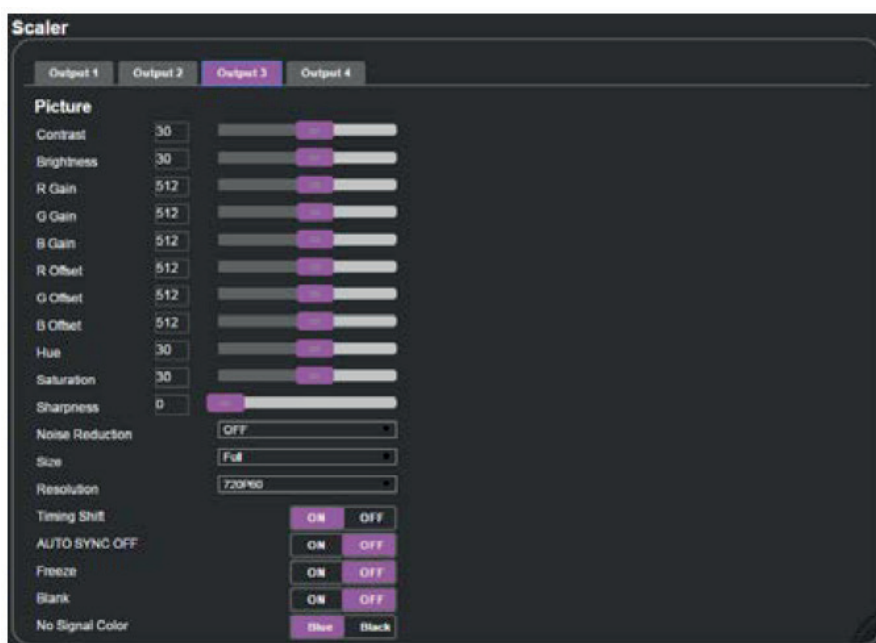 Scaler
Output 1 Output 2 Output 3 Output 4
Picture
Contrast 30
Brightness 30
R Gain 512
G Gain 512
B Gain 512
R Offset 512
G Offset 512
B Offset 512
Hue 30
Saturation 30
Sharpness 0
Noise Reduction OFF
Size Full
Resolution 720P60
Timing Shift ON OFF
AUTO SYNC OFF ON OFF
Freeze ON OFF
Blank ON OFF
No Signal Color Blue Black